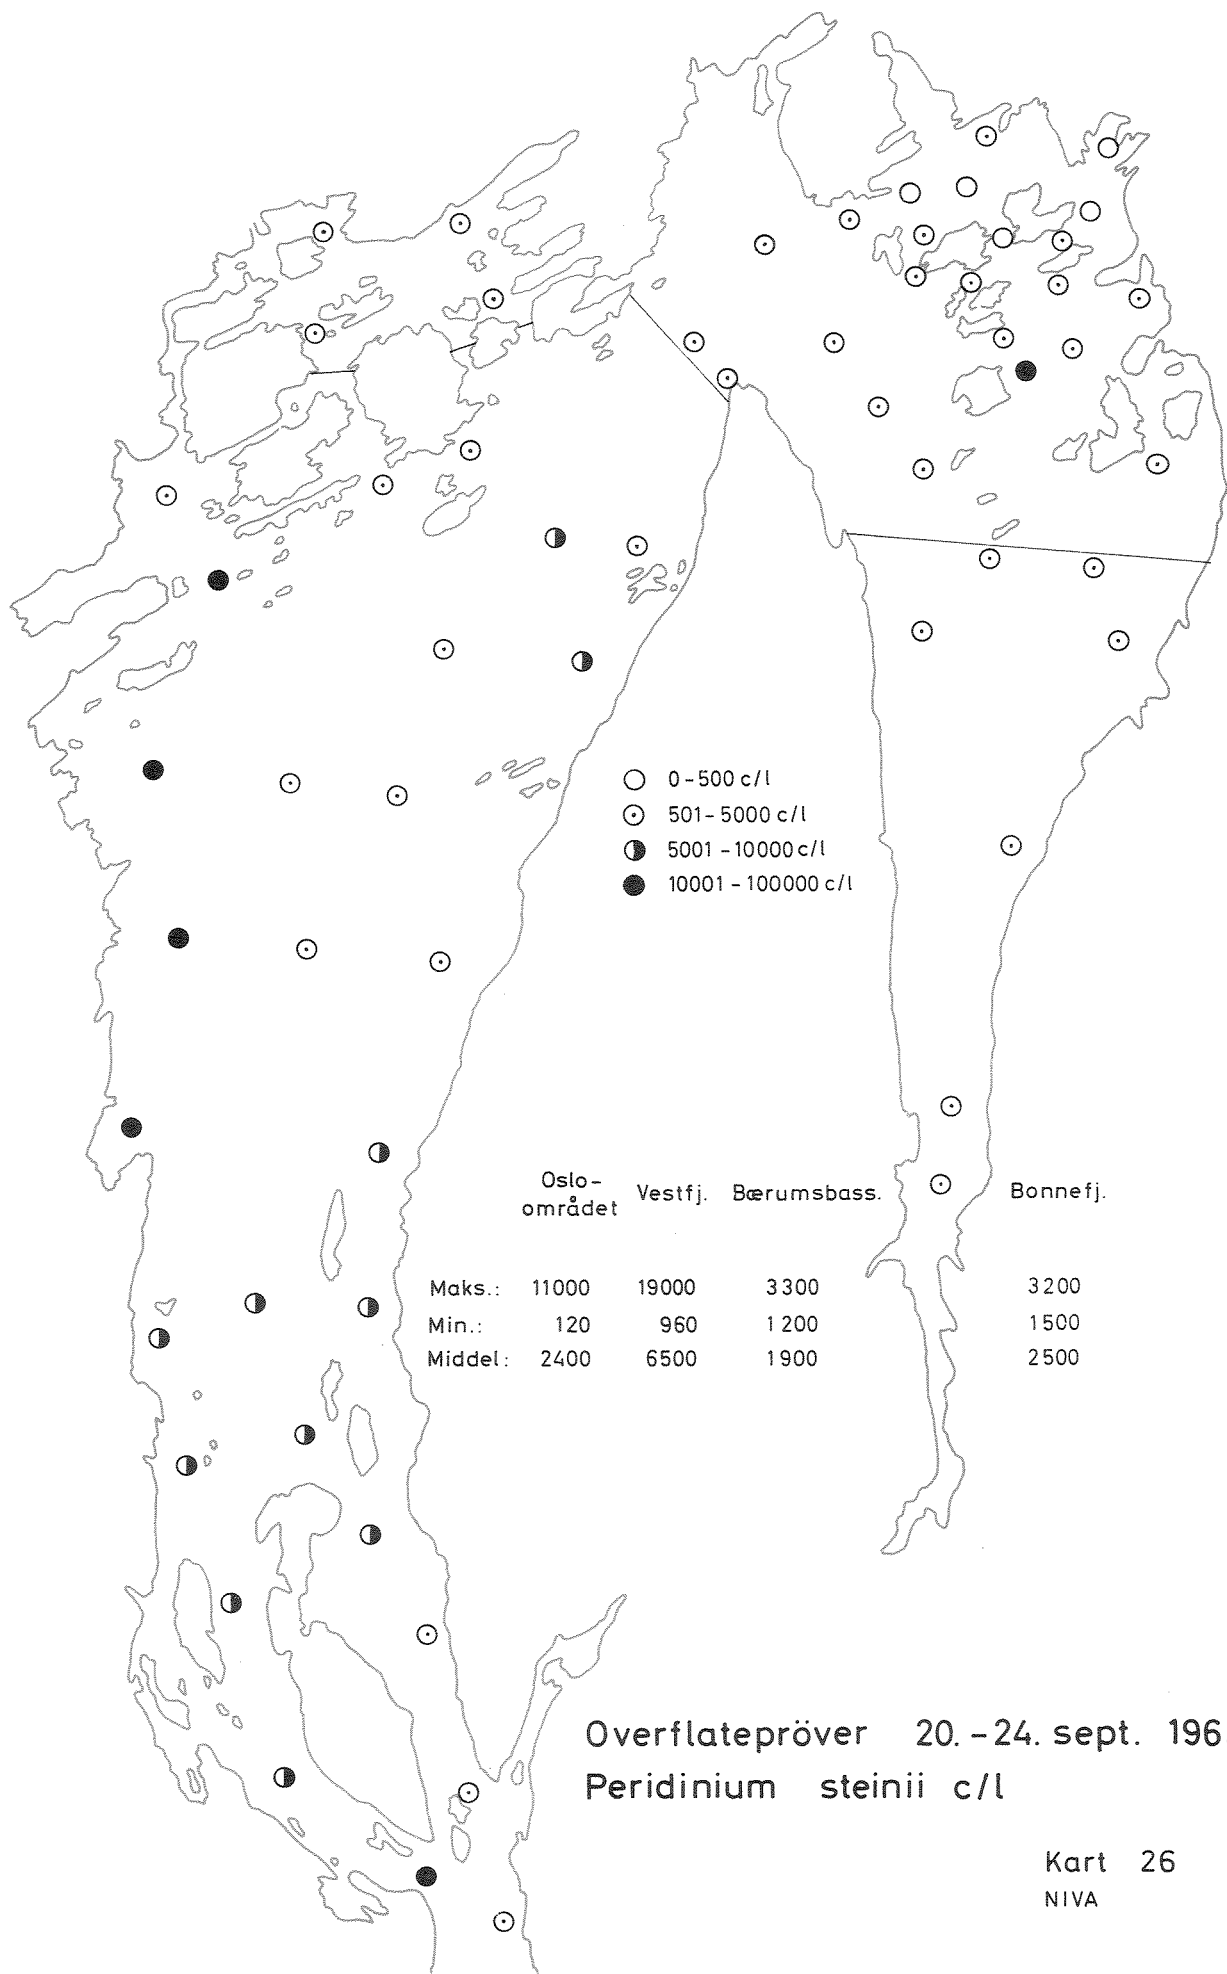 0-500 c/l
501-5000 c/l
5001-10000 c/l
10001-100000 c/l
Oslo-området Vestfj. Bærumsbass. Bonnefj.
Maks.: 11000 19000 3300 3200
Min.: 120 960 1200 1500
Middel: 2400 6500 1900 2500
Overflatepröver 20.-24. sept. 196
Peridinium steinii c/l
Kart 26
NIVA